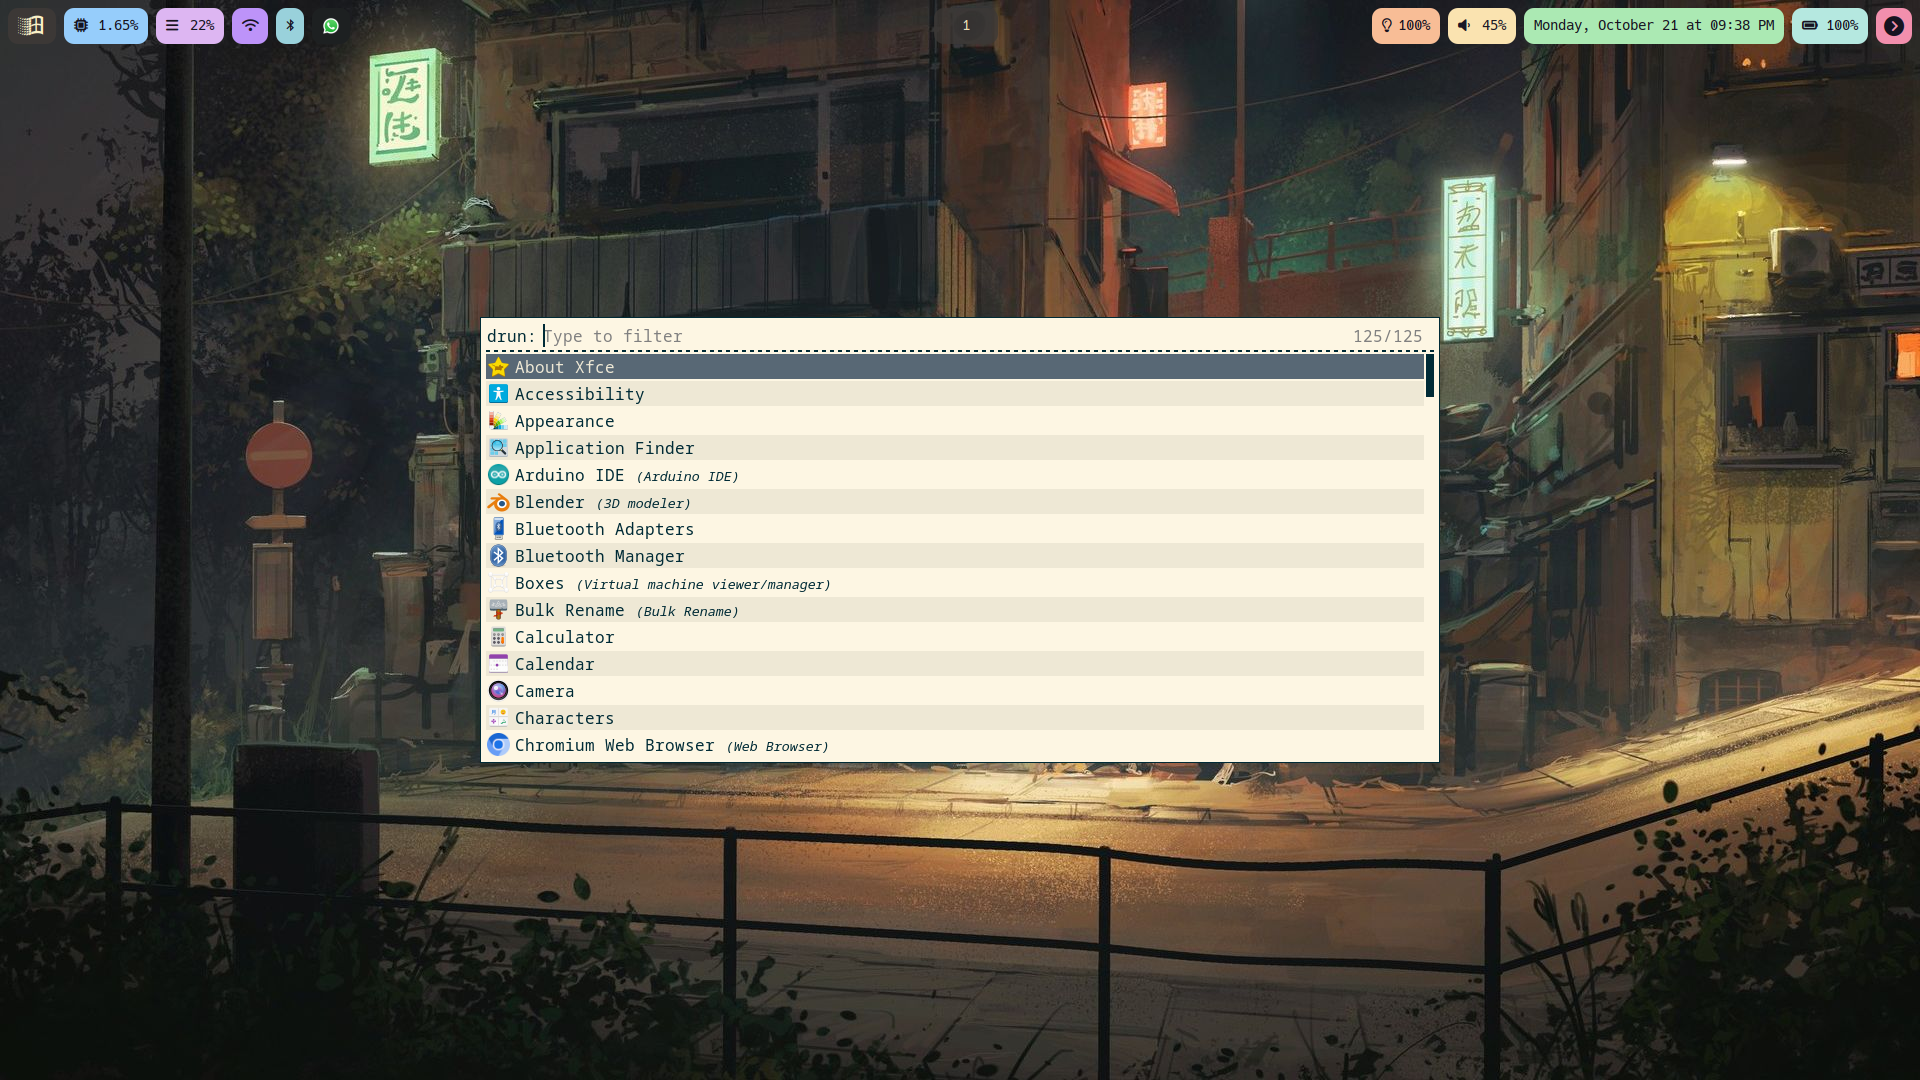 1.65%
22%
1
100%
45%
Monday, October 21 at 09:38 PM
100%
drun: Type to filter
125/125
About Xfce
Accessibility
Appearance
Application Finder
Arduino IDE (Arduino IDE)
Blender (3D modeler)
Bluetooth Adapters
Bluetooth Manager
Boxes (Virtual machine viewer/manager)
Bulk Rename (Bulk Rename)
Calculator
Calendar
Camera
Characters
Chromium Web Browser (Web Browser)